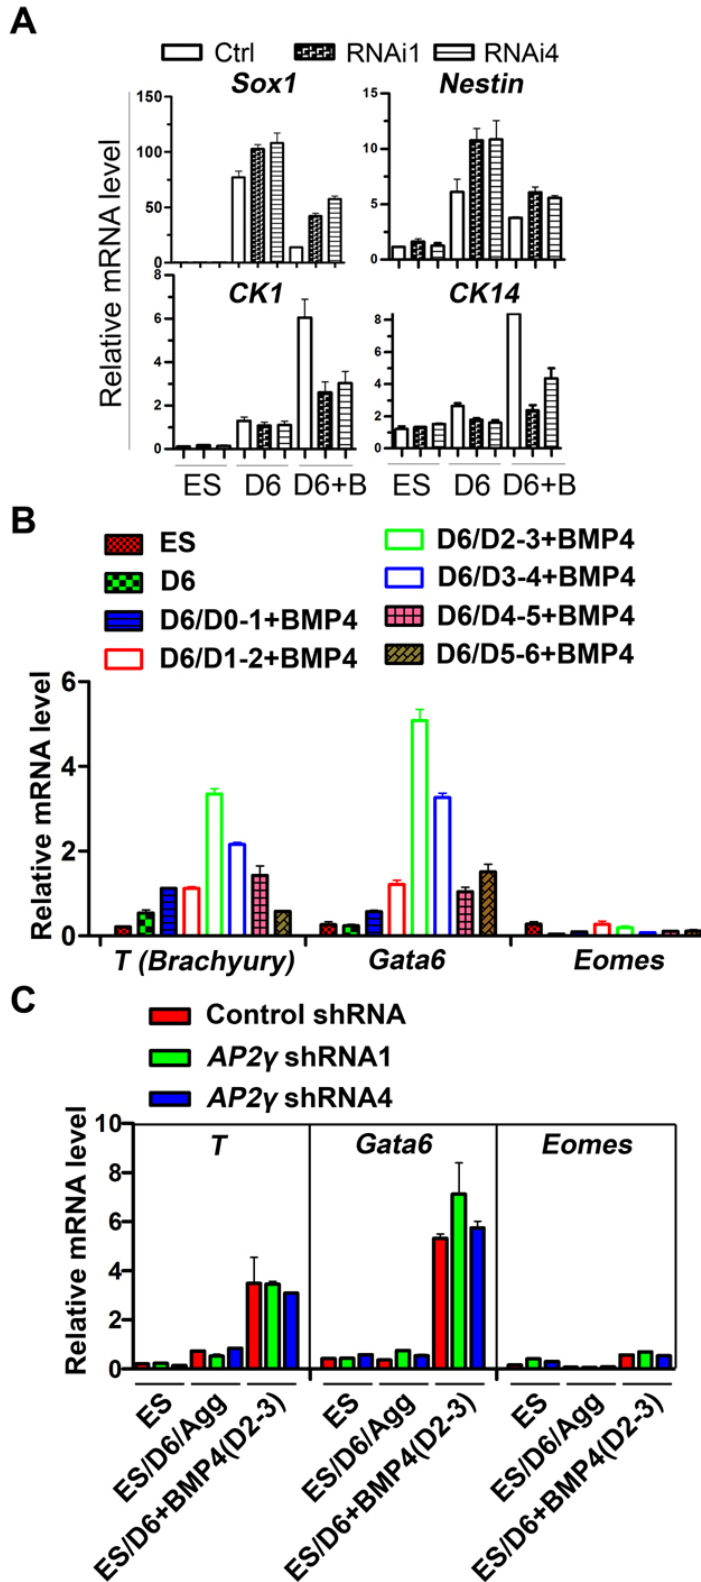 A
Ctrl RNAi1 RNAi4
Sox1 Nestin
Relative mRNA level
150
100
50
0
15
10
5
0
CK1 CK14
8
6
4
2
0
8
6
4
2
0
ES D6 D6+B ES D6 D6+B
B
ES D6/D2-3+BMP4
D6 D6/D3-4+BMP4
D6/D0-1+BMP4 D6/D4-5+BMP4
D6/D1-2+BMP4 D6/D5-6+BMP4
Relative mRNA level
6
4
2
0
T (Brachyury) Gata6 Eomes
C
Control shRNA
AP2γ shRNA1
AP2γ shRNA4
Relative mRNA level
10
8
6
4
2
0
T Gata6 Eomes
ES ES/D6/Agg ES/D6+BMP4(D2-3) ES ES/D6/Agg ES/D6+BMP4(D2-3) ES ES/D6/Agg ES/D6+BMP4(D2-3)